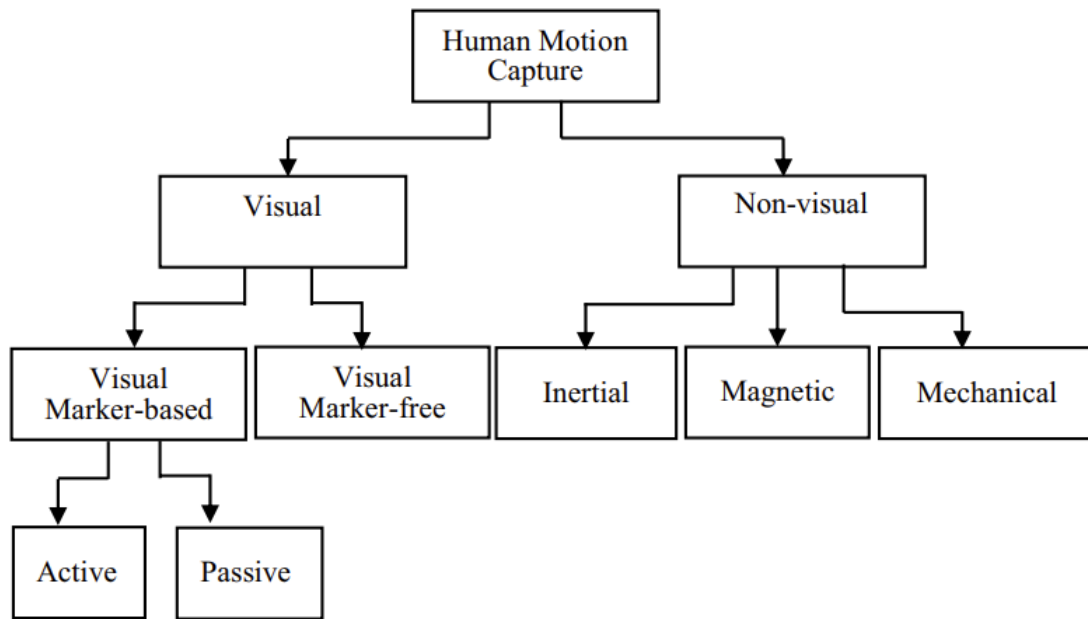 Human Motion
Capture
Visual
Non-visual
Visual
Marker-based
Visual
Marker-free
Inertial
Magnetic
Mechanical
Active
Passive